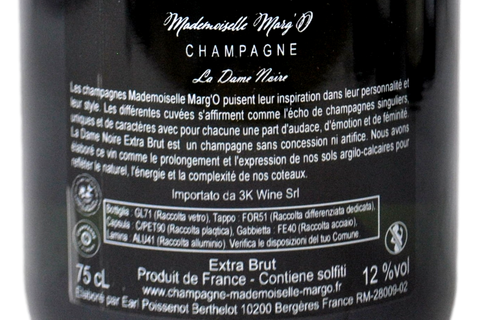 Mademoiselle Marg'O
CHAMPAGNE
La Dame Noire
Les champagnes Mademoiselle Marg'O puisent leur inspiration dans leur personnalité et
leur style. Les différentes cuvées s'affirment comme l'écho de champagnes singuliers,
uniques et de caractères avec pour chacune une part d'audace, d'émotion et de féminité.
La Dame Noire Extra Brut est un champagne sans concession ni artifice. Nous avons
élaboré ce vin comme le prolongement et l'expression de nos sols argilo-calcaires pour
refléter le naturel, l'énergie et la complexité de nos coteaux.
Importato da 3K Wine Srl
Bottiglia : GL71 (Raccolta vetro), Tappo : FOR51 (Raccolta differenziata dedicata),
Capsula : C/PET90 (Raccolta plactica), Gabbietta : FE40 (Raccolta acciaio),
Lamina : ALU41 (Raccolta alluminio) Verifica le disposizioni del tuo Comune.
Extra Brut
75 cL Produit de France - Contiene solfiti 12 %vol
www.champagne-mademoiselle-margo.fr
Elaboré par Earl Poissenot Berthelot 10200 Bergères France RM-28009-02